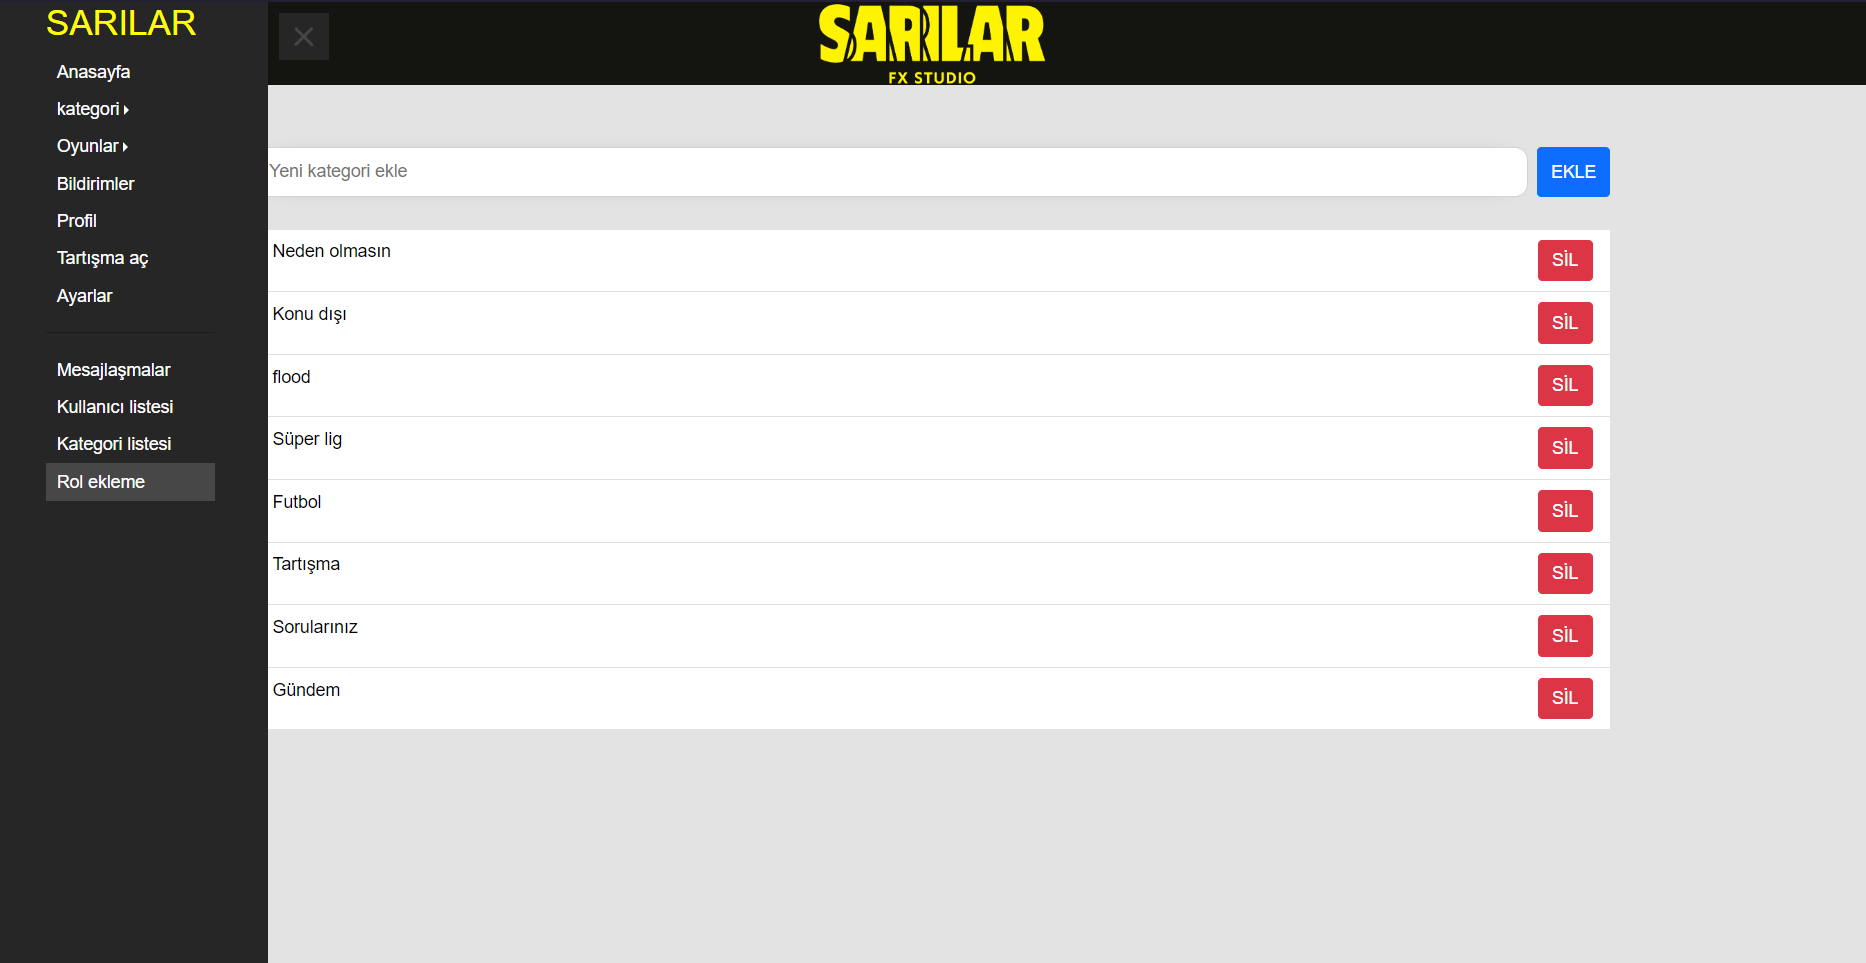 SARILAR
Anasayfa
kategori
Oyunlar
Bildirimler
Profil
Tartışma aç
Ayarlar
Mesajlaşmalar
Kullanıcı listesi
Kategori listesi
Rol ekleme
SARILAR
FX STUDIO
Yeni kategori ekle
EKLE
Neden olmasın
SİL
Konu dışı
SİL
flood
SİL
Süper lig
SİL
Futbol
SİL
Tartışma
SİL
Sorularınız
SİL
Gündem
SİL